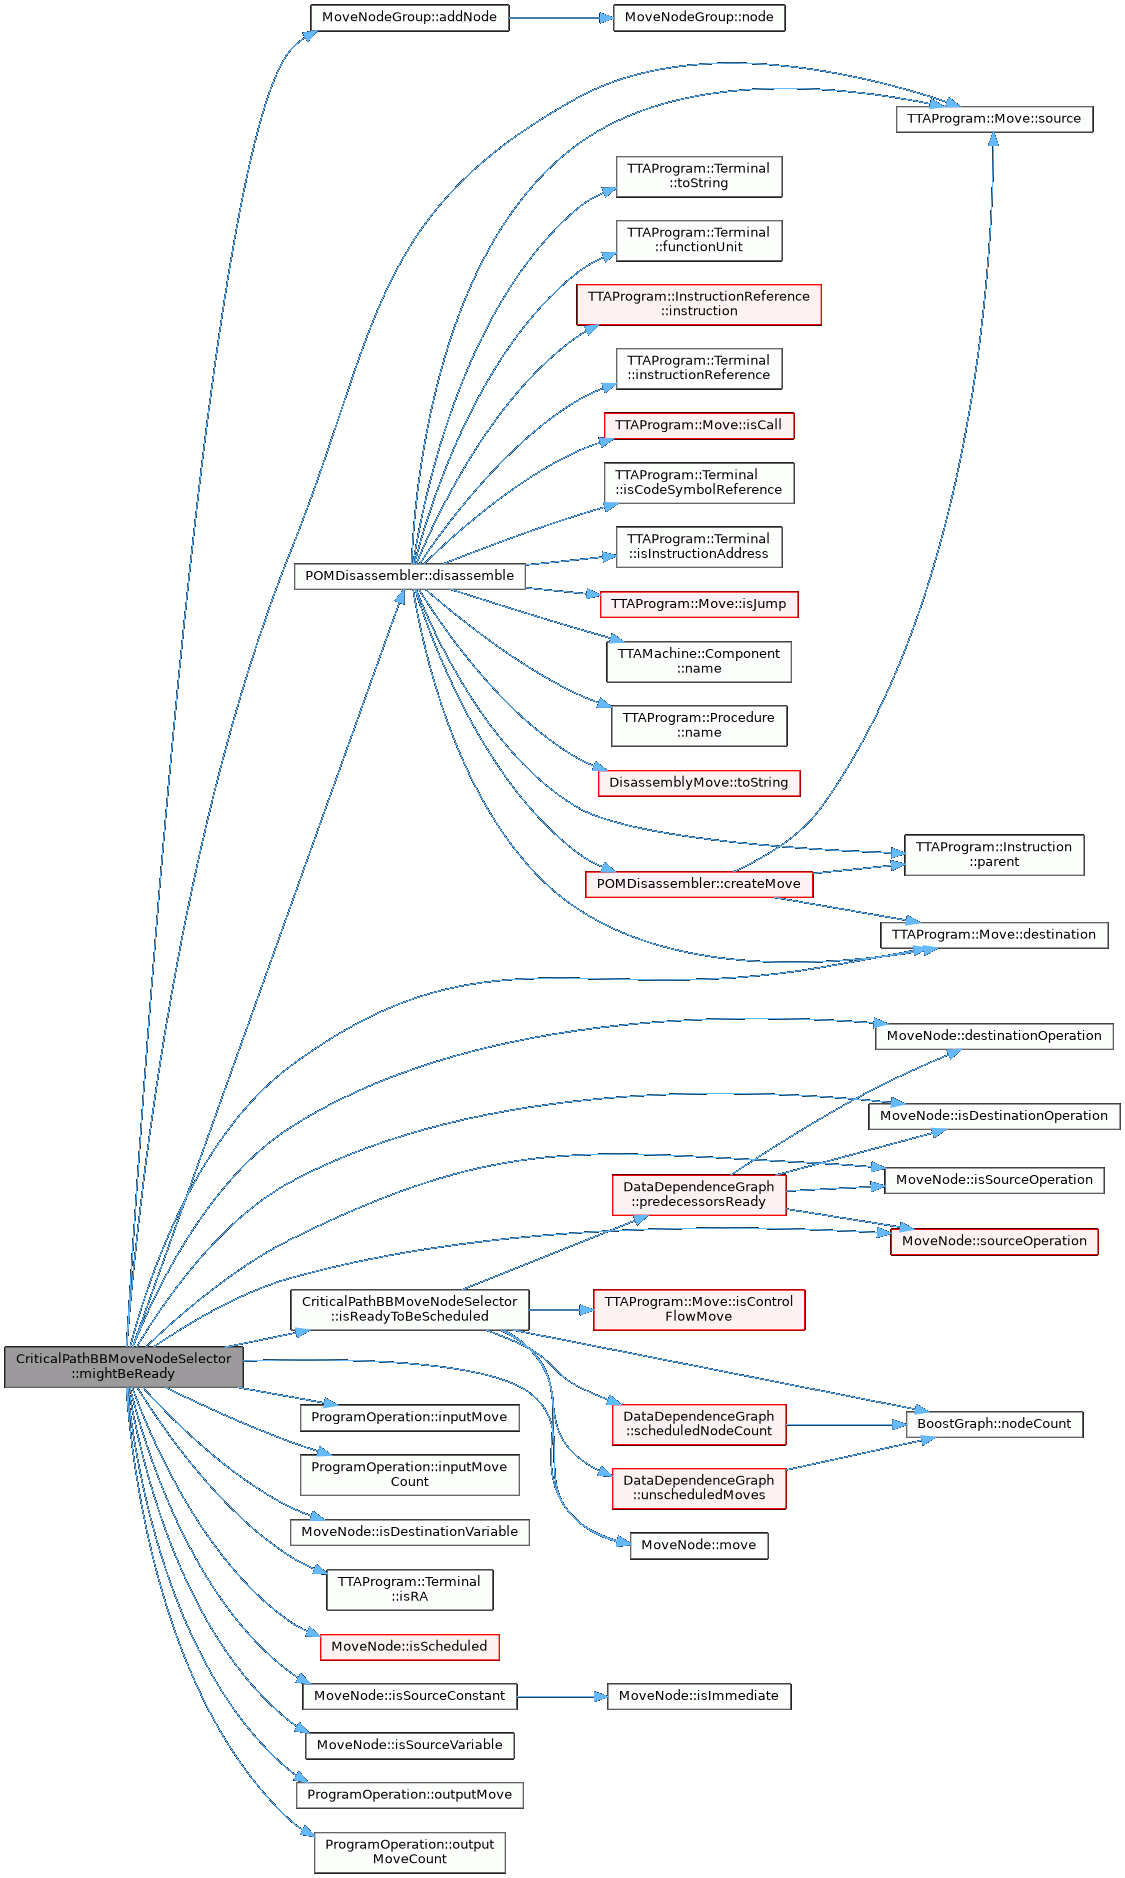 MoveNodeGroup::addNode
MoveNodeGroup::node
TTAProgram::Move::source
TTAProgram::Terminal
::toString
TTAProgram::Terminal
::functionUnit
TTAProgram::InstructionReference
::instruction
TTAProgram::Terminal
::instructionReference
TTAProgram::Move::isCall
TTAProgram::Terminal
::isCodeSymbolReference
TTAProgram::Terminal
::isInstructionAddress
POMDisassembler::disassemble
TTAProgram::Move::isJump
TTAMachine::Component
::name
TTAProgram::Procedure
::name
DisassemblyMove::toString
TTAProgram::Instruction
::parent
POMDisassembler::createMove
TTAProgram::Move::destination
MoveNode::destinationOperation
MoveNode::isDestinationOperation
MoveNode::isSourceOperation
DataDependenceGraph
::predecessorsReady
MoveNode::sourceOperation
CriticalPathBBMoveNodeSelector
::isReadyToBeScheduled
TTAProgram::Move::isControl
FlowMove
CriticalPathBBMoveNodeSelector
::mightBeReady
ProgramOperation::inputMove
DataDependenceGraph
::scheduledNodeCount
BoostGraph::nodeCount
ProgramOperation::inputMove
Count
DataDependenceGraph
::unscheduledMoves
MoveNode::isDestinationVariable
MoveNode::move
TTAProgram::Terminal
::isRA
MoveNode::isScheduled
MoveNode::isSourceConstant
MoveNode::isImmediate
MoveNode::isSourceVariable
ProgramOperation::outputMove
ProgramOperation::output
MoveCount